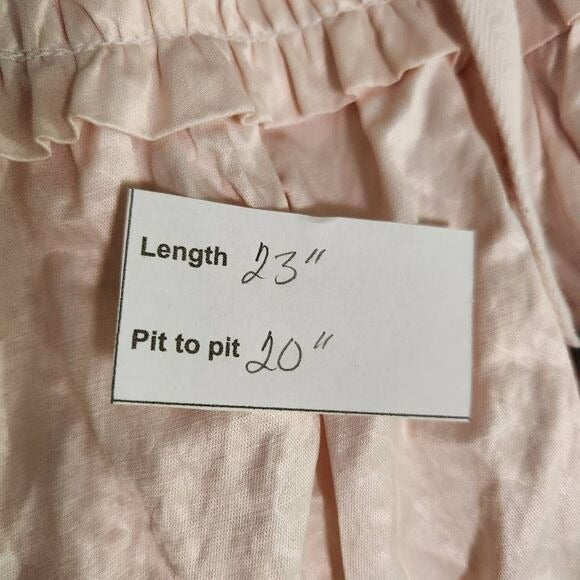 Length 23"
Pit to pit 20"